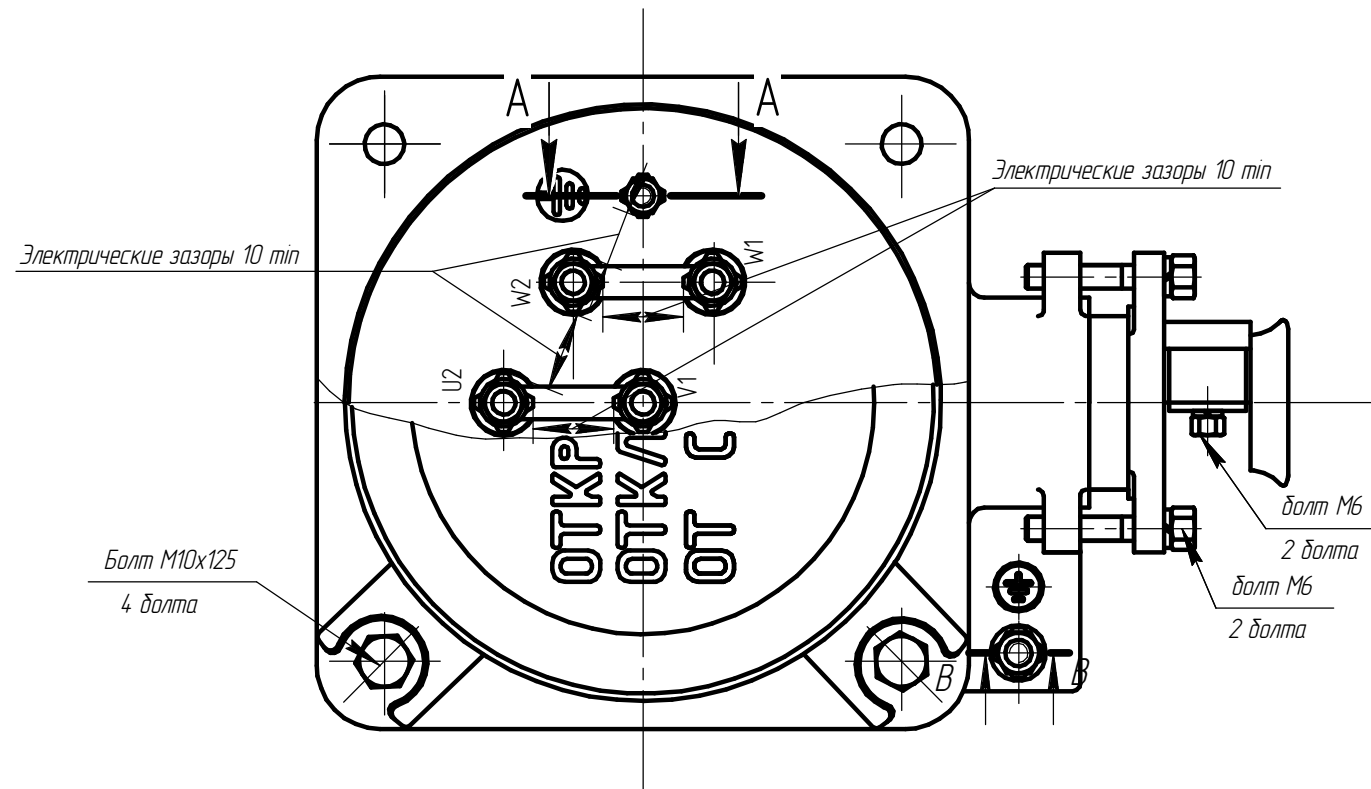 А
А
Электрические зазоры 10 min
Электрические зазоры 10 min
W2
W1
U2
V1
ОТКР
ОТКЛ
ОТ С
болт М6
2 болта
болт М6
2 болта
Болт М10х125
4 болта
В
В